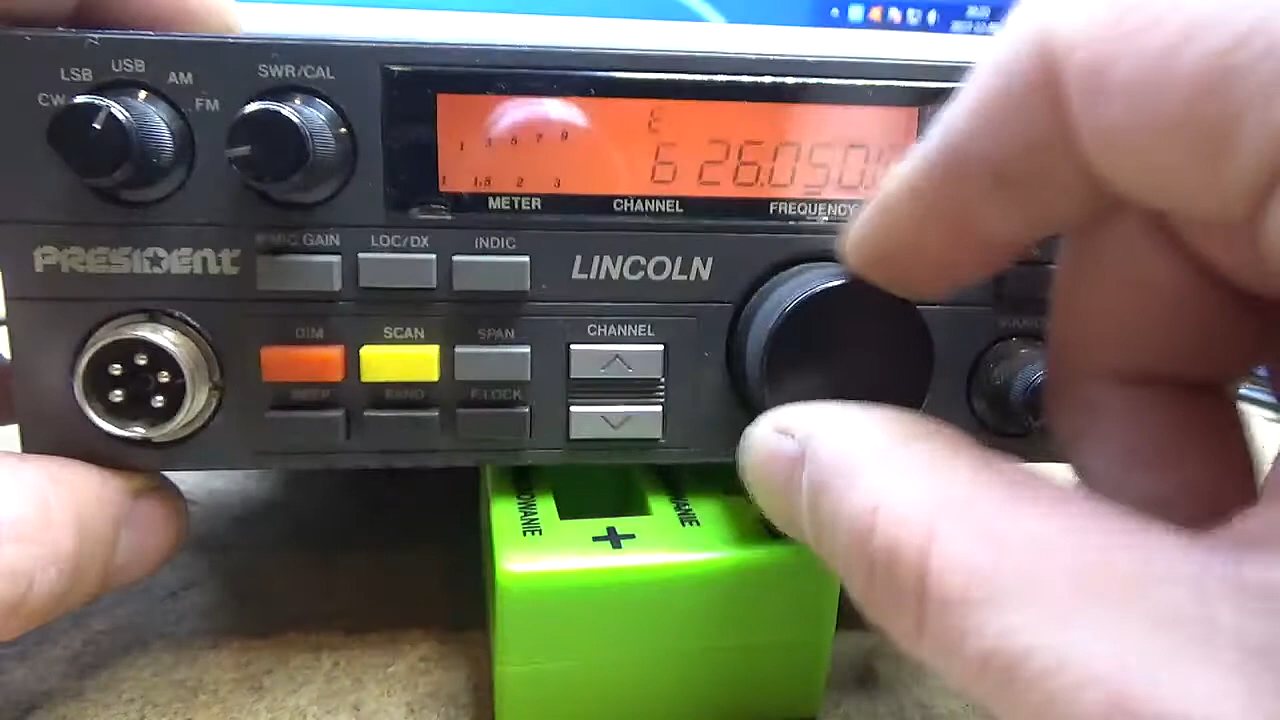 LSB USB AM
CW FM
SWR/CAL
1 3 5 7 9
E
6 26.050.
1 1.5 2 3
METER CHANNEL FREQUENCY
PRESIDENT
MIC GAIN LOC/DX INDIC
LINCOLN
DIM SCAN SPAN
CHANNEL
BEEP BAND F.LOCK
+